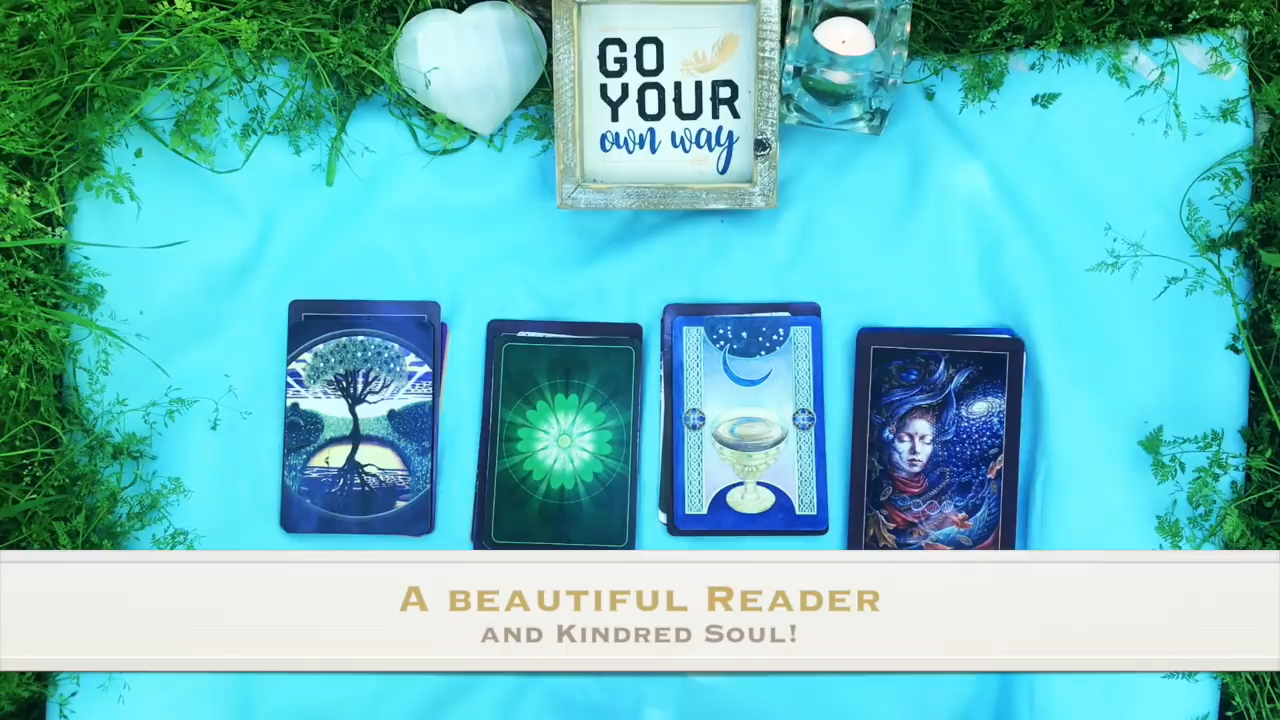 GO
YOUR
own way
A BEAUTIFUL READER
AND KINDRED SOUL!